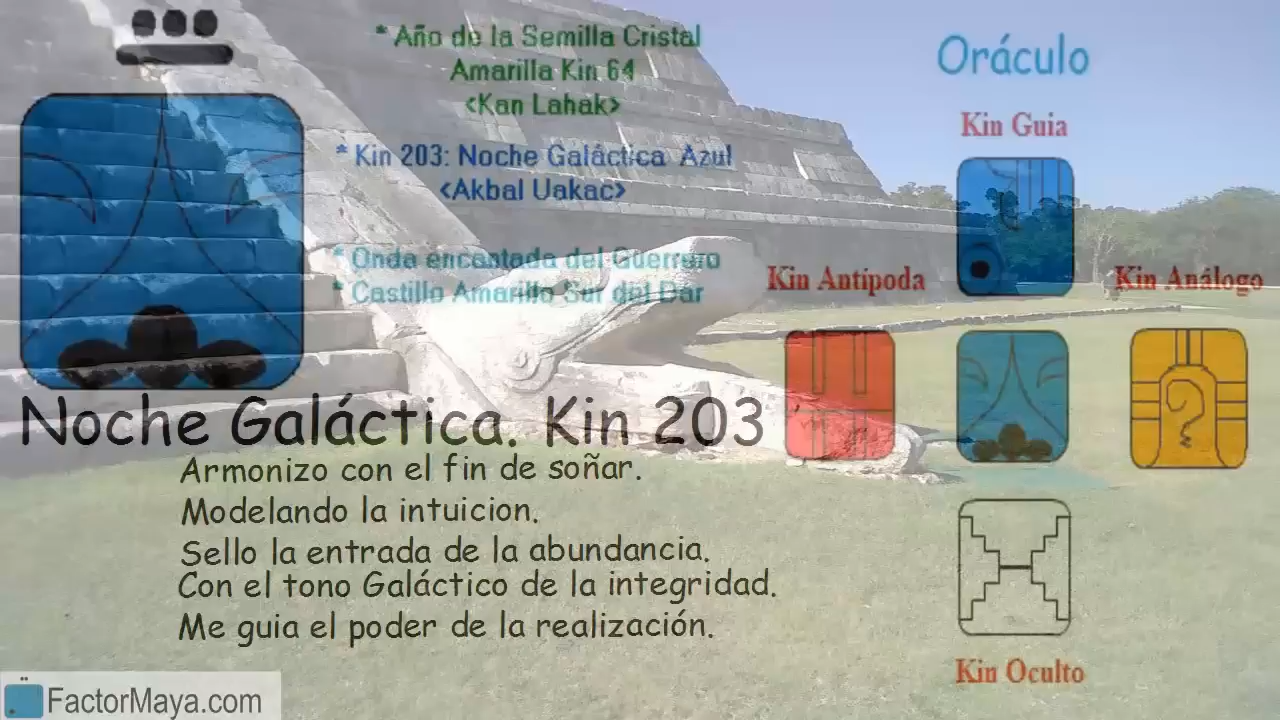 * Año de la Semilla Cristal
Amarilla Kin 64
<Kan Lahak>
* Kin 203: Noche Galáctica Azul
<Akbal Uakac>
* Onda encantada del Guerrero
* Castillo Amarillo Sur del Dar
Oráculo
Kin Guia
Kin Antipoda
Kin Análogo
Kin Oculto
Noche Galáctica. Kin 203
Armonizo con el fin de soñar.
Modelando la intuicion.
Sello la entrada de la abundancia.
Con el tono Galáctico de la integridad.
Me guia el poder de la realización.
FactorMaya.com